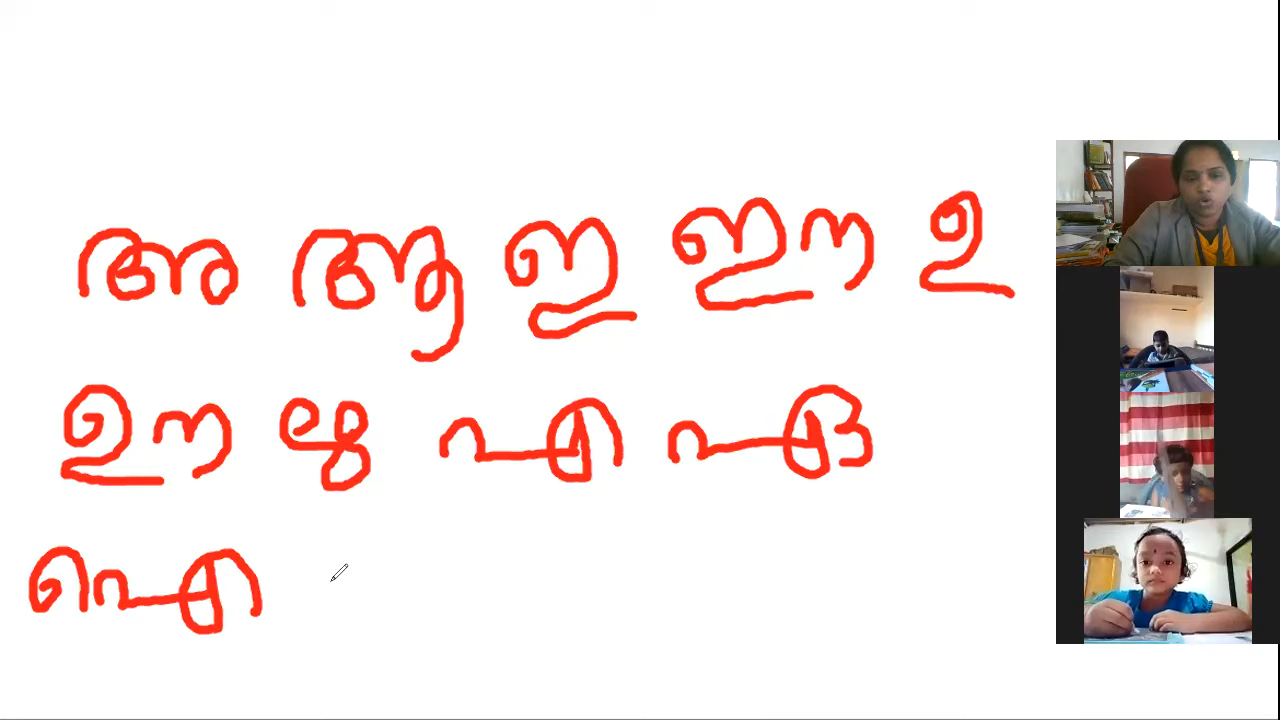 അ ആ ഇ ഈ ഉ
ഊ ഋ എ ഏ
ഐ